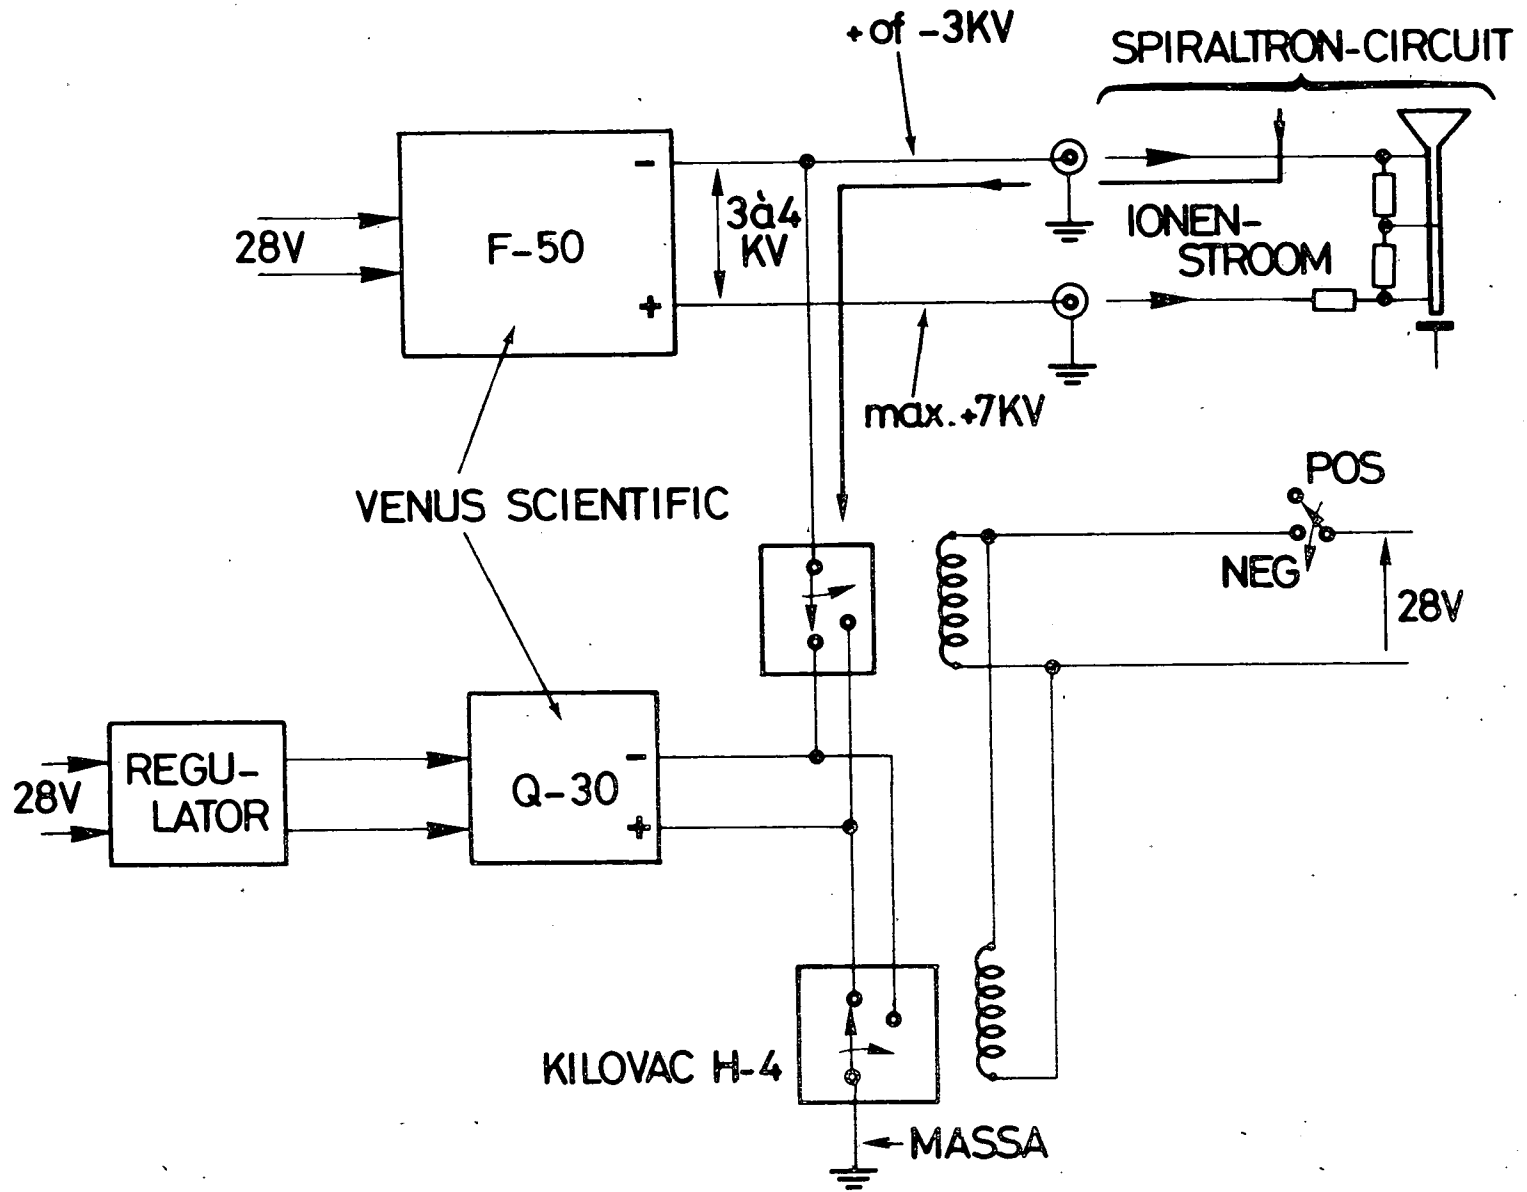 + of -3KV
SPIRALTRON-CIRCUIT
-
3à4
KV
28V
F-50
+
IONEN-
STROOM
max. +7KV
VENUS SCIENTIFIC
POS
NEG
28V
REGU-
LATOR
28V
Q-30
-
+
KILOVAC H-4
MASSA